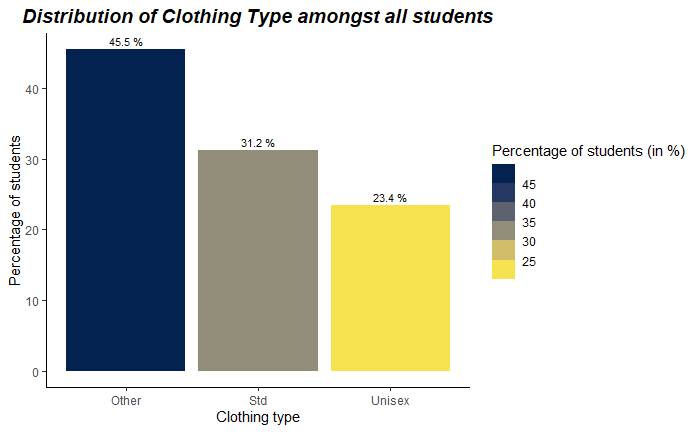 Distribution of Clothing Type amongst all students
45.5 %
31.2 %
23.4 %
Percentage of students
40
30
20
10
0
Other
Std
Unisex
Clothing type
Percentage of students (in %)
45
40
35
30
25